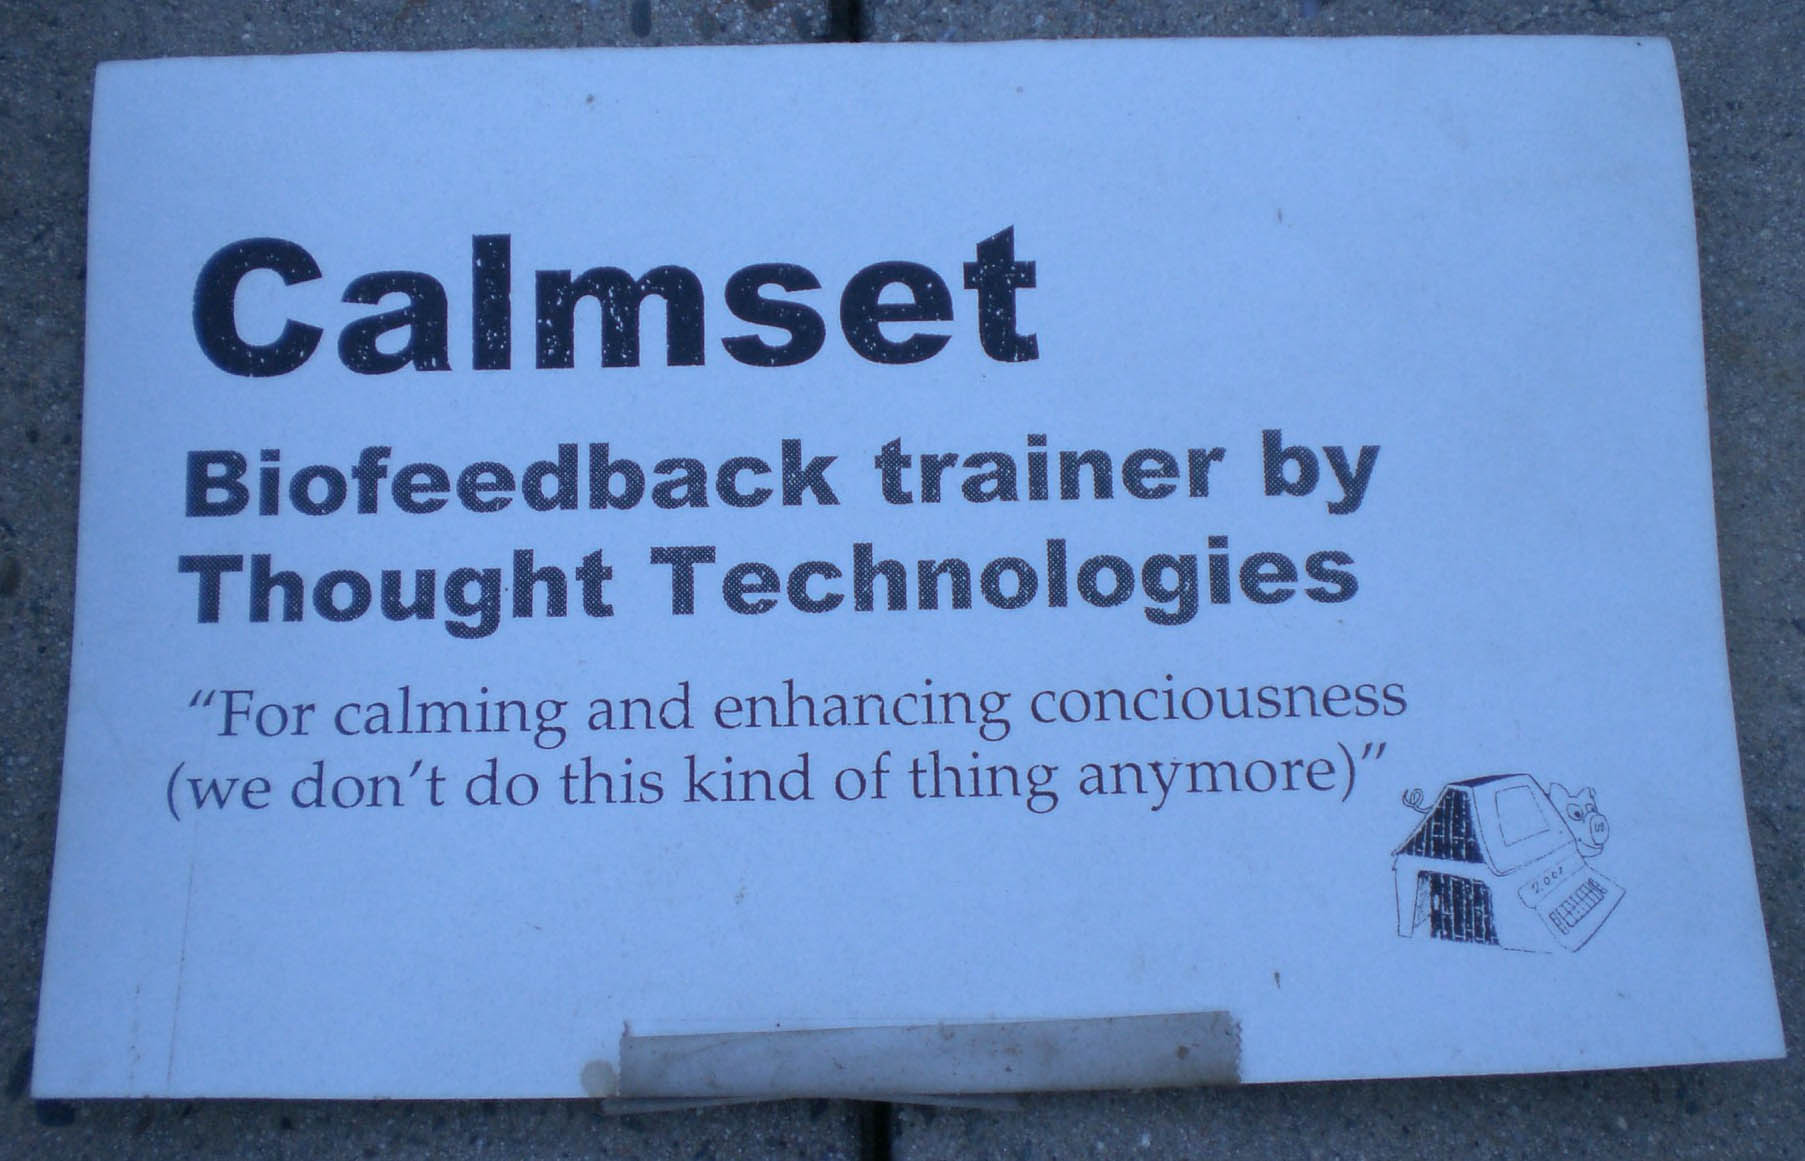 Calmset
Biofeedback trainer by
Thought Technologies
“For calming and enhancing conciousness
(we don’t do this kind of thing anymore)”